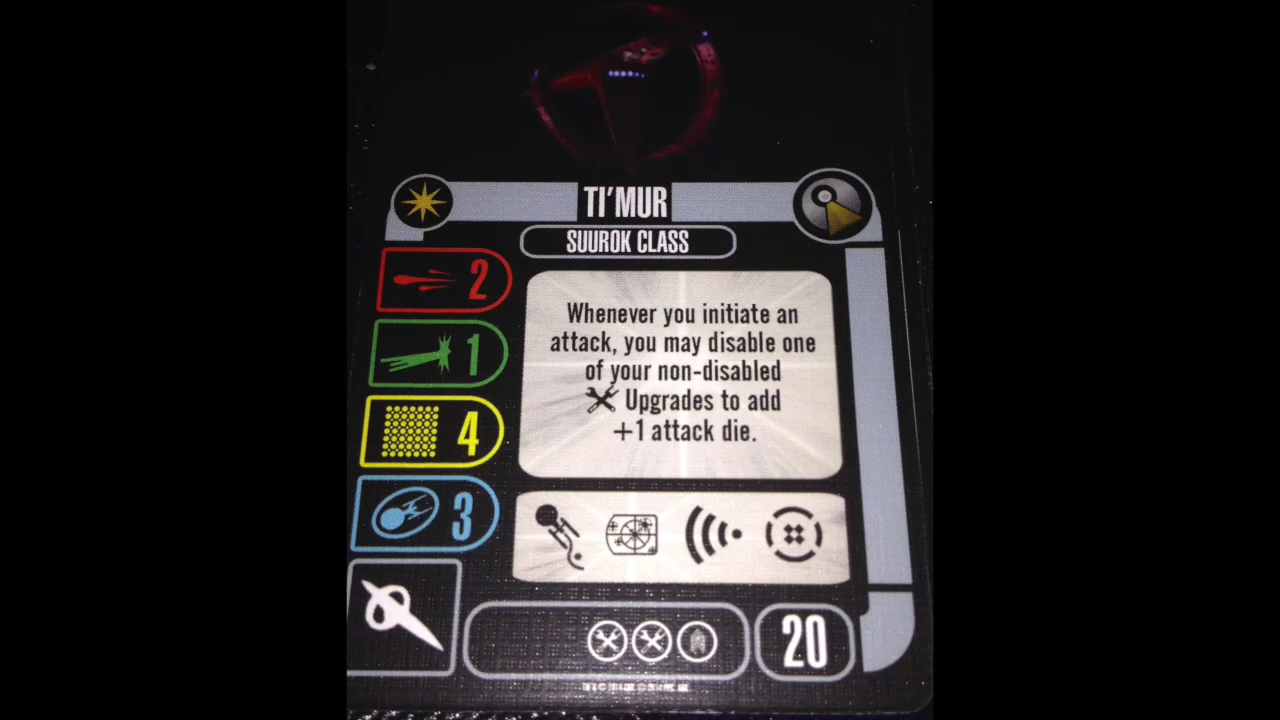 TI'MUR
SUUROK CLASS
2
Whenever you initiate an
attack, you may disable one
1
of your non-disabled
Upgrades to add
+1 attack die.
4
3
20